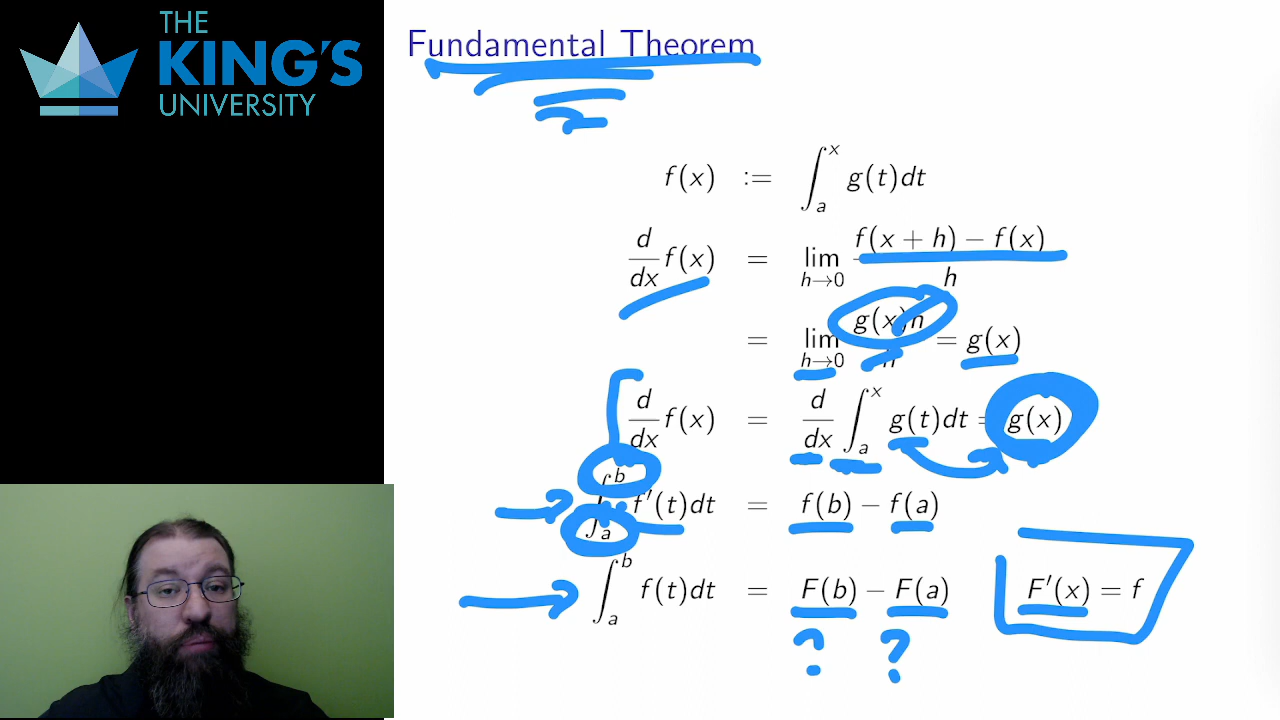 THE
KING'S
UNIVERSITY
Fundamental Theorem
f(x) := ∫_a^x g(t)dt
d/dx f(x) = lim_{h→0} (f(x + h) − f(x))/h
= lim_{h→0} g(x)h/h = g(x)
d/dx f(x) = d/dx ∫_a^x g(t)dt = g(x)
∫_a^b f′(t)dt = f(b) − f(a)
∫_a^b f(t)dt = F(b) − F(a) F′(x) = f
? ?